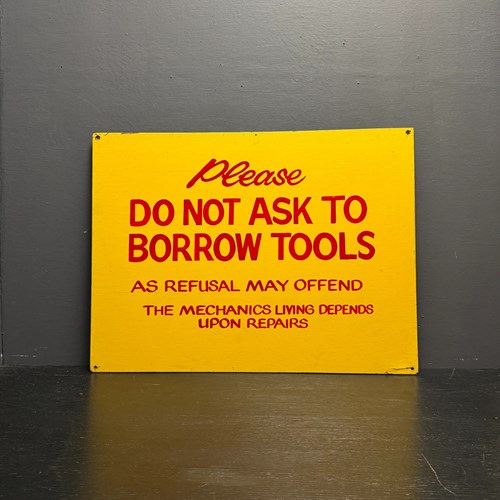 Please
DO NOT ASK TO
BORROW TOOLS
AS REFUSAL MAY OFFEND
THE MECHANICS LIVING DEPENDS
UPON REPAIRS